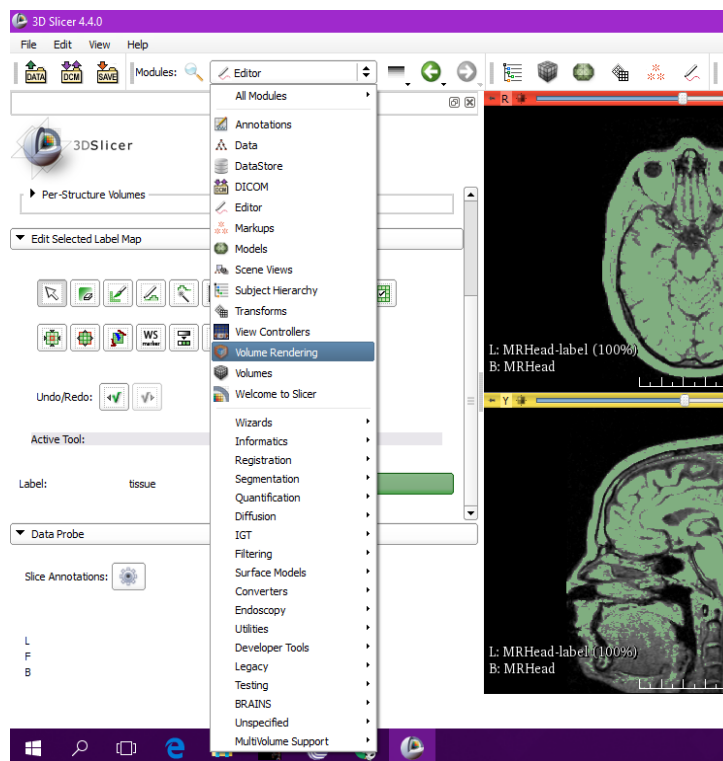 3D Slicer 4.4.0
File Edit View Help
DATA DCM SAVE Modules: Editor
All Modules
Annotations
Data
DataStore
DICOM
Editor
Markups
Models
Scene Views
Subject Hierarchy
Transforms
View Controllers
Volume Rendering
Volumes
Welcome to Slicer
Wizards
Informatics
Registration
Segmentation
Quantification
Diffusion
IGT
Filtering
Surface Models
Converters
Endoscopy
Utilities
Developer Tools
Legacy
Testing
BRAINS
Unspecified
MultiVolume Support
3DSlicer
Per-Structure Volumes
Edit Selected Label Map
WS
marker
Undo/Redo:
Active Tool:
Label: tissue
Data Probe
Slice Annotations:
L
F
B
R
L: MRHead-label (100%)
B: MRHead
Y
L: MRHead-label (100%)
B: MRHead